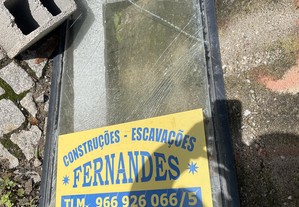 CONSTRUÇÕES - ESCAVAÇÕES
* FERNANDES *
TLM. 966 926 066/5